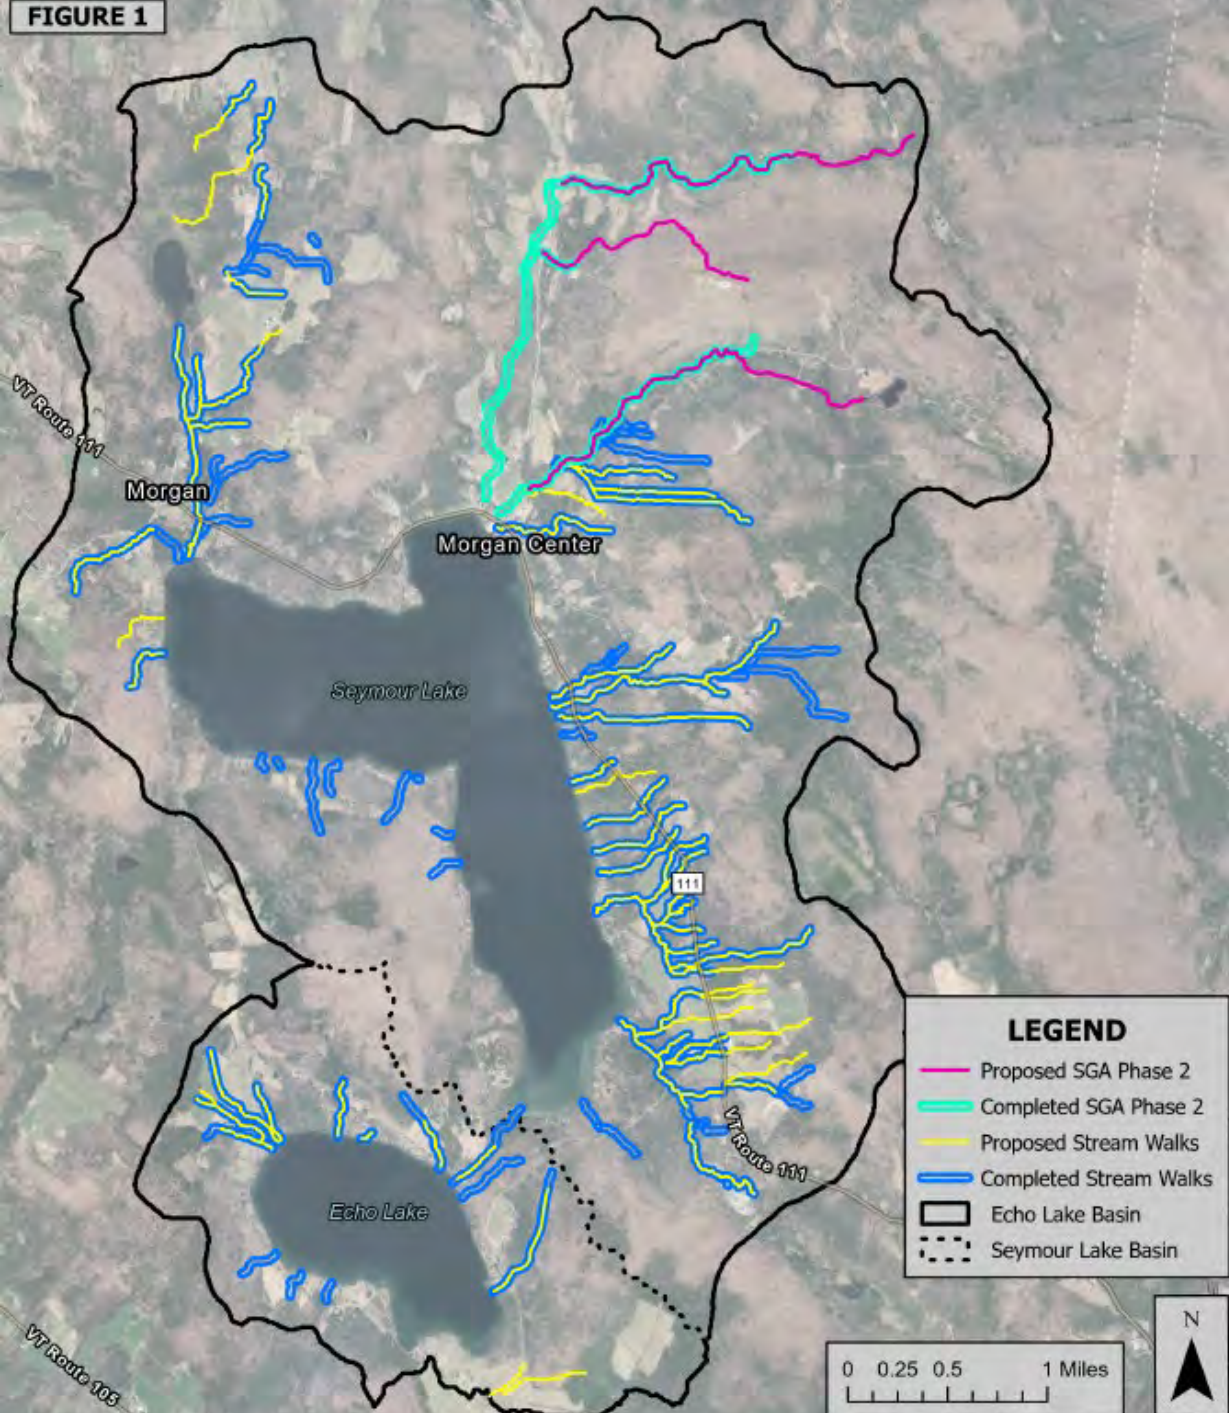 FIGURE 1
VT Route 111
Morgan
Morgan Center
Seymour Lake
111
LEGEND
Proposed SGA Phase 2
Completed SGA Phase 2
Proposed Stream Walks
Completed Stream Walks
Echo Lake Basin
Seymour Lake Basin
VT Route 111
Echo Lake
VT Route 105
N
0 0.25 0.5 1 Miles